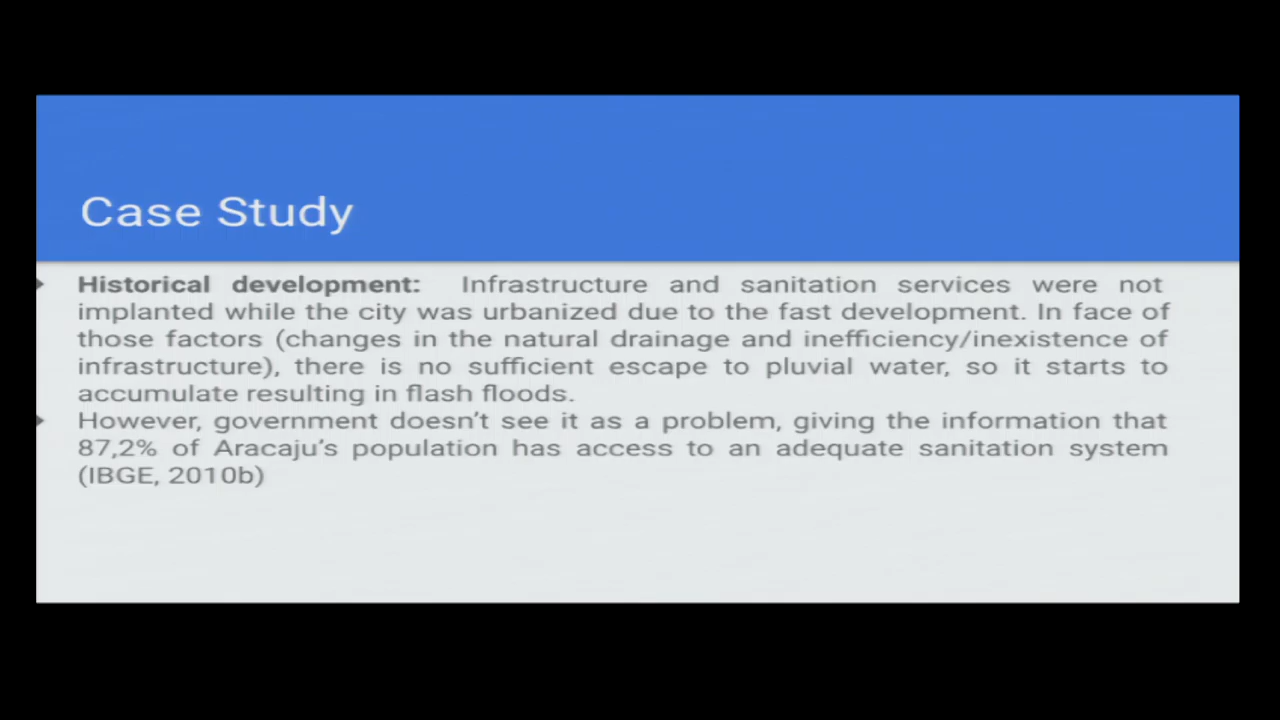 Case Study
Historical development: Infrastructure and sanitation services were not
implanted while the city was urbanized due to the fast development. In face of
those factors (changes in the natural drainage and inefficiency/inexistence of
infrastructure), there is no sufficient escape to pluvial water, so it starts to
accumulate resulting in flash floods.
However, government doesn't see it as a problem, giving the information that
87,2% of Aracaju's population has access to an adequate sanitation system
(IBGE, 2010b)